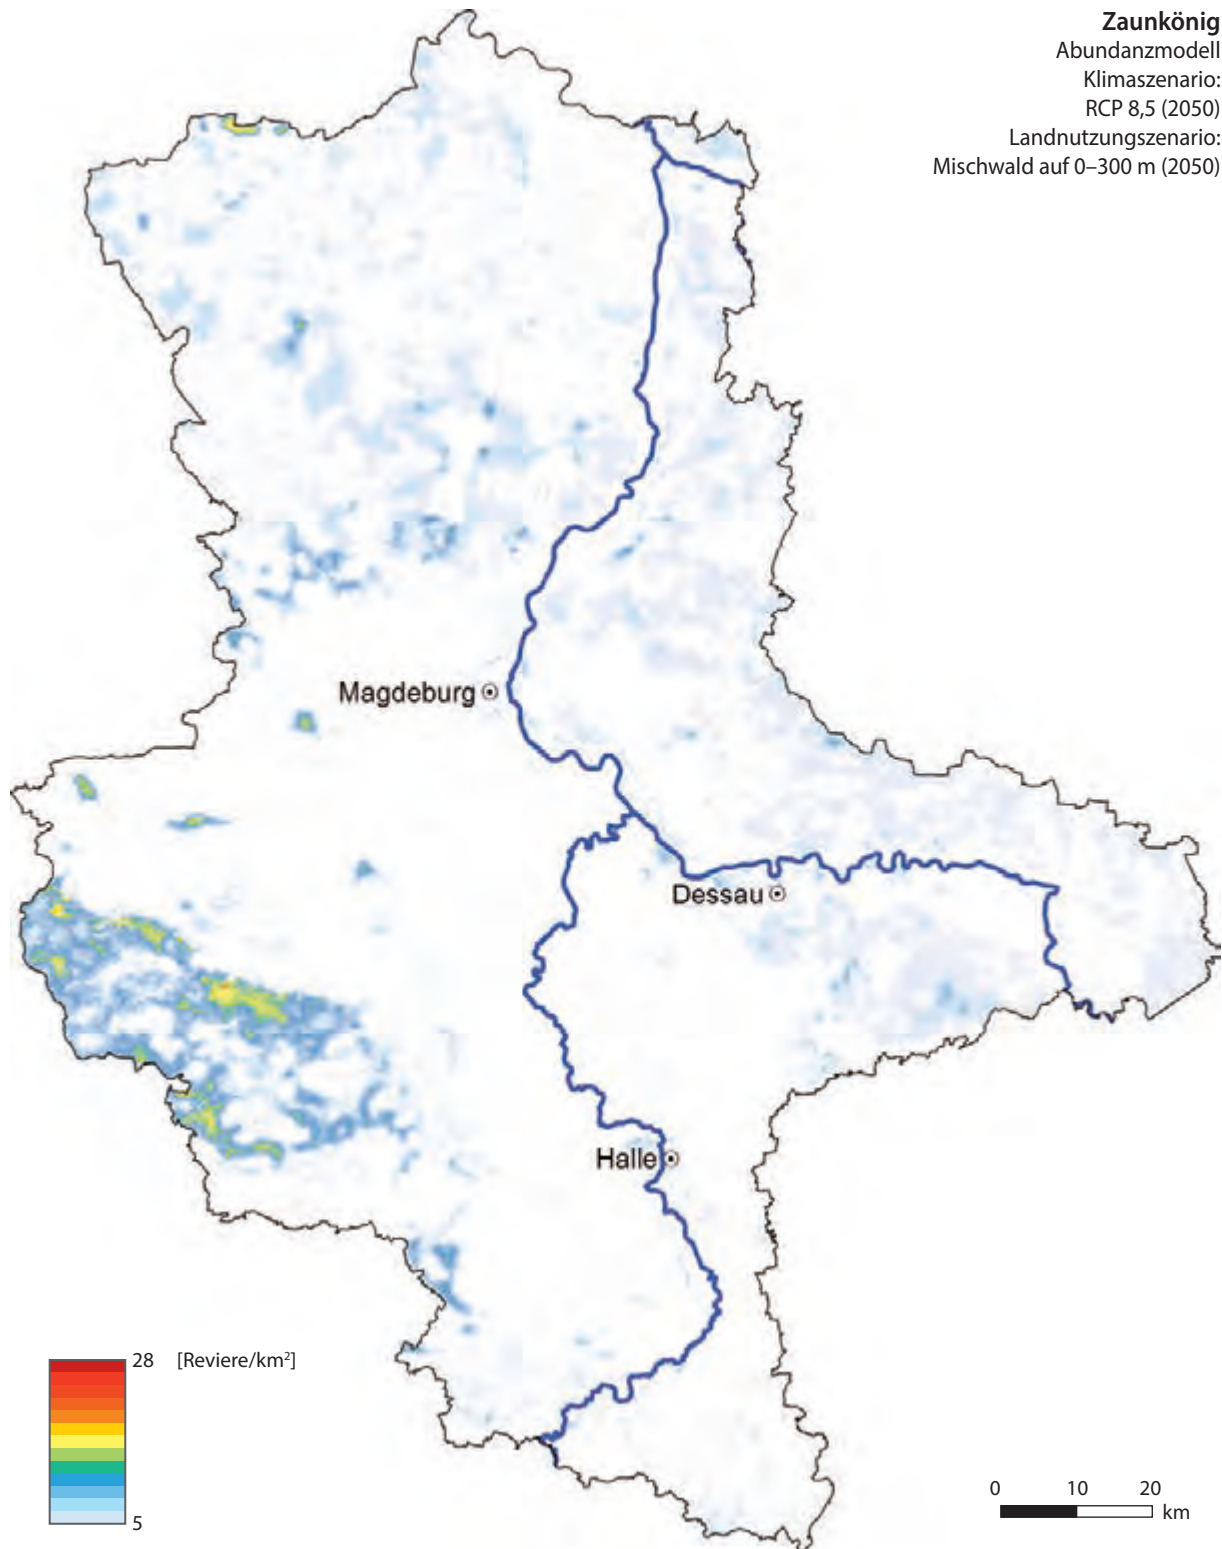 Zaunkönig
Abundanzmodell
Klimaszenario:
RCP 8,5 (2050)
Landnutzungszenario:
Mischwald auf 0–300 m (2050)
Magdeburg
Dessau
Halle
28 [Reviere/km²]
5
0 10 20
km